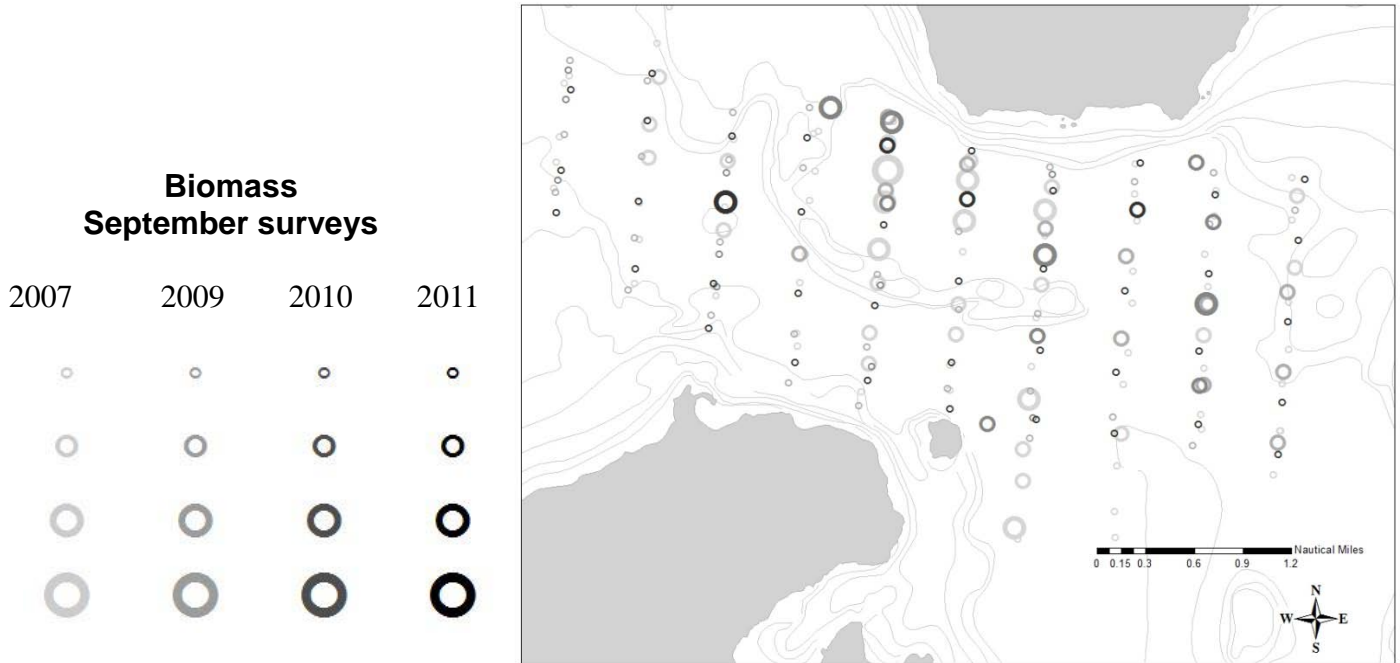 Biomass
September surveys
2007 2009 2010 2011
Nautical Miles
0 0.15 0.3 0.6 0.9 1.2
N
W E
S